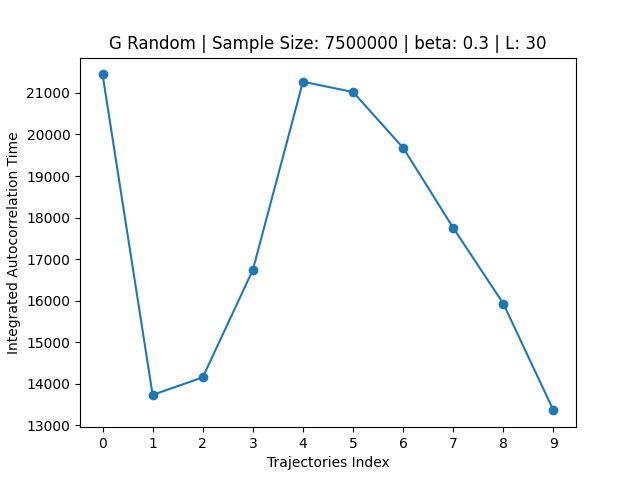 G Random | Sample Size: 7500000 | beta: 0.3 | L: 30
Integrated Autocorrelation Time
21000
20000
19000
18000
17000
16000
15000
14000
13000
0 1 2 3 4 5 6 7 8 9
Trajectories Index